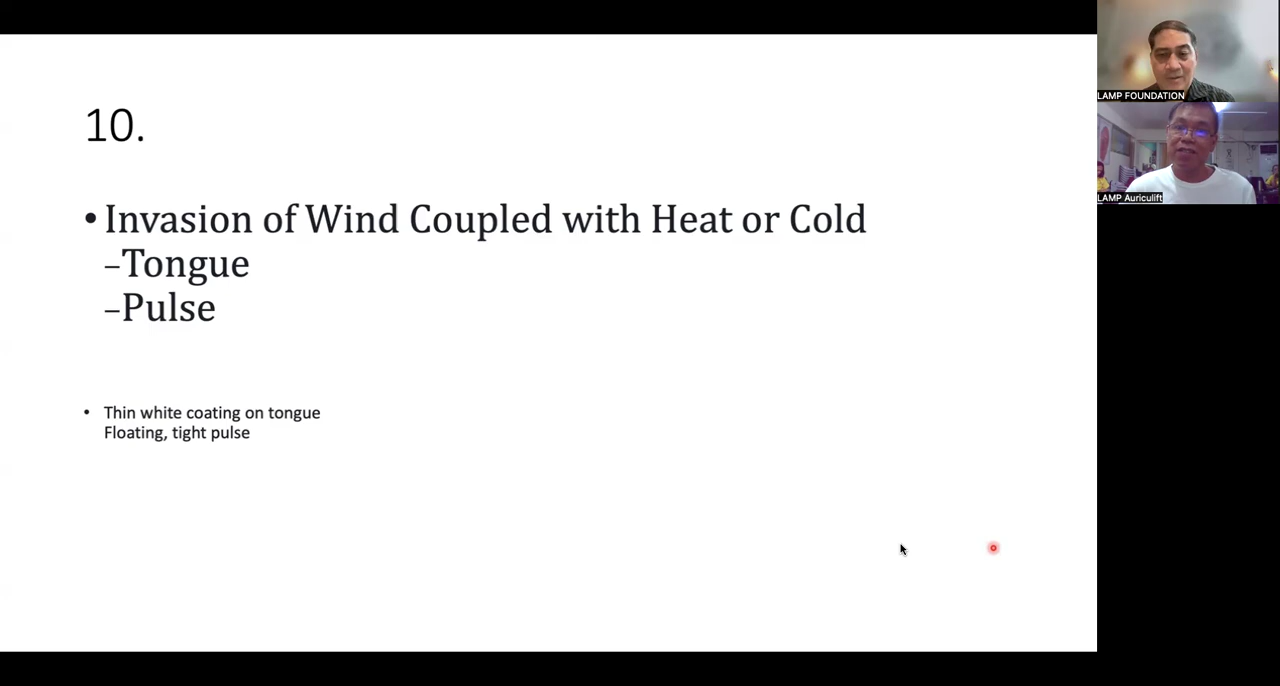 10.
• Invasion of Wind Coupled with Heat or Cold
–Tongue
–Pulse
• Thin white coating on tongue
Floating, tight pulse
LAMP FOUNDATION
LAMP Auriculift